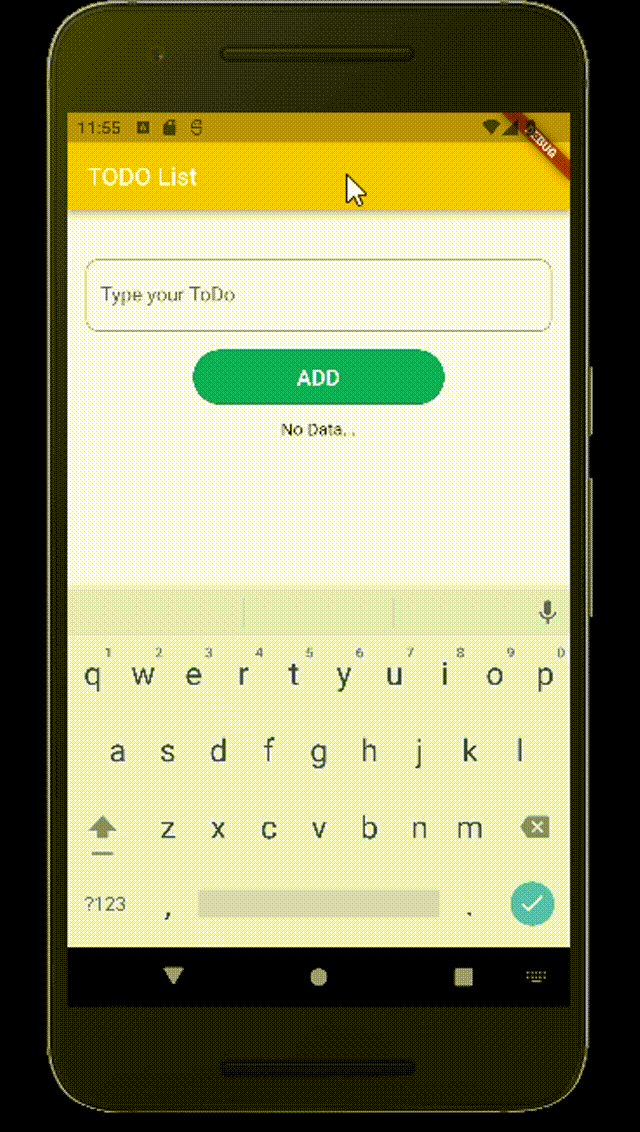 11:55
DEBUG
TODO List
Type your ToDo
ADD
No Data. .
1 2 3 4 5 6 7 8 9 0
q w e r t y u i o p
a s d f g h j k l
z x c v b n m
?123 , .